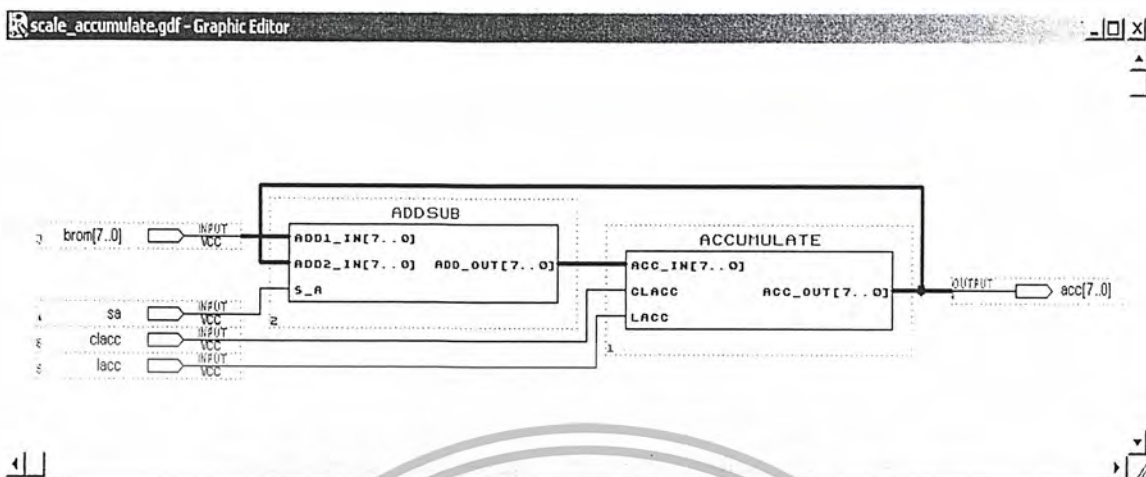 scale_accumulate.gdf - Graphic Editor
ADDSUB
brom[7..0] INPUT VCC
ADD1_IN[7..0]
ADD2_IN[7..0] ADD_OUT[7..0]
S_A
2
ACCUMULATE
ACC_IN[7..0]
CLACC ACC_OUT[7..0]
LACC
1
OUTPUT acc[7..0]
sa INPUT VCC
clacc INPUT VCC
lacc INPUT VCC